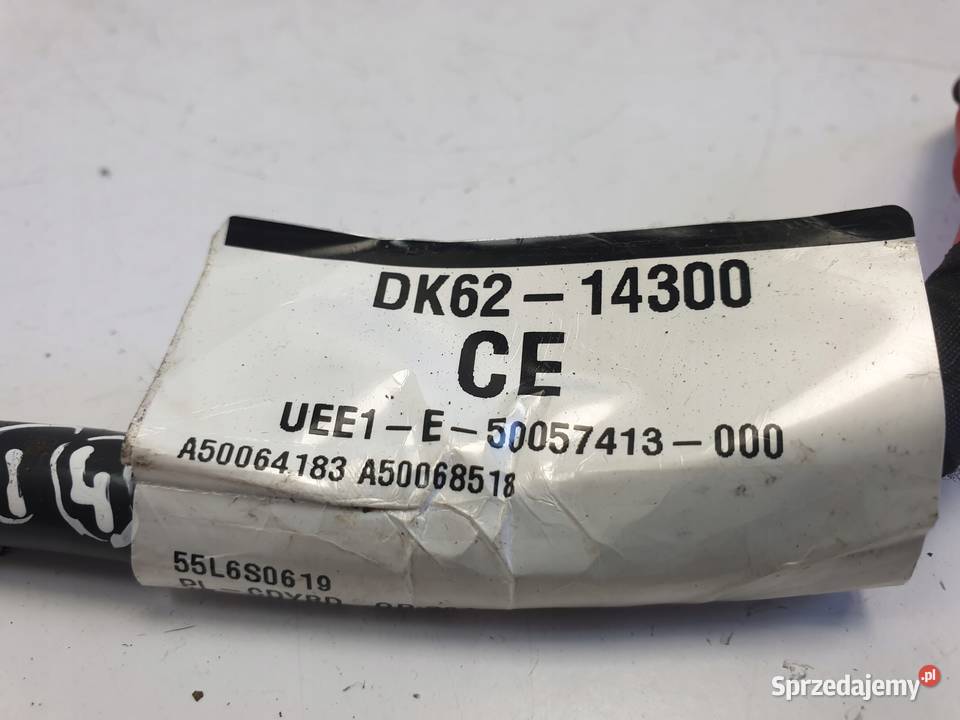 DK62-14300
CE
UEE1-E-50057413-000
A50064183 A50068518
55L6S0619
Sprzedajemy.pl